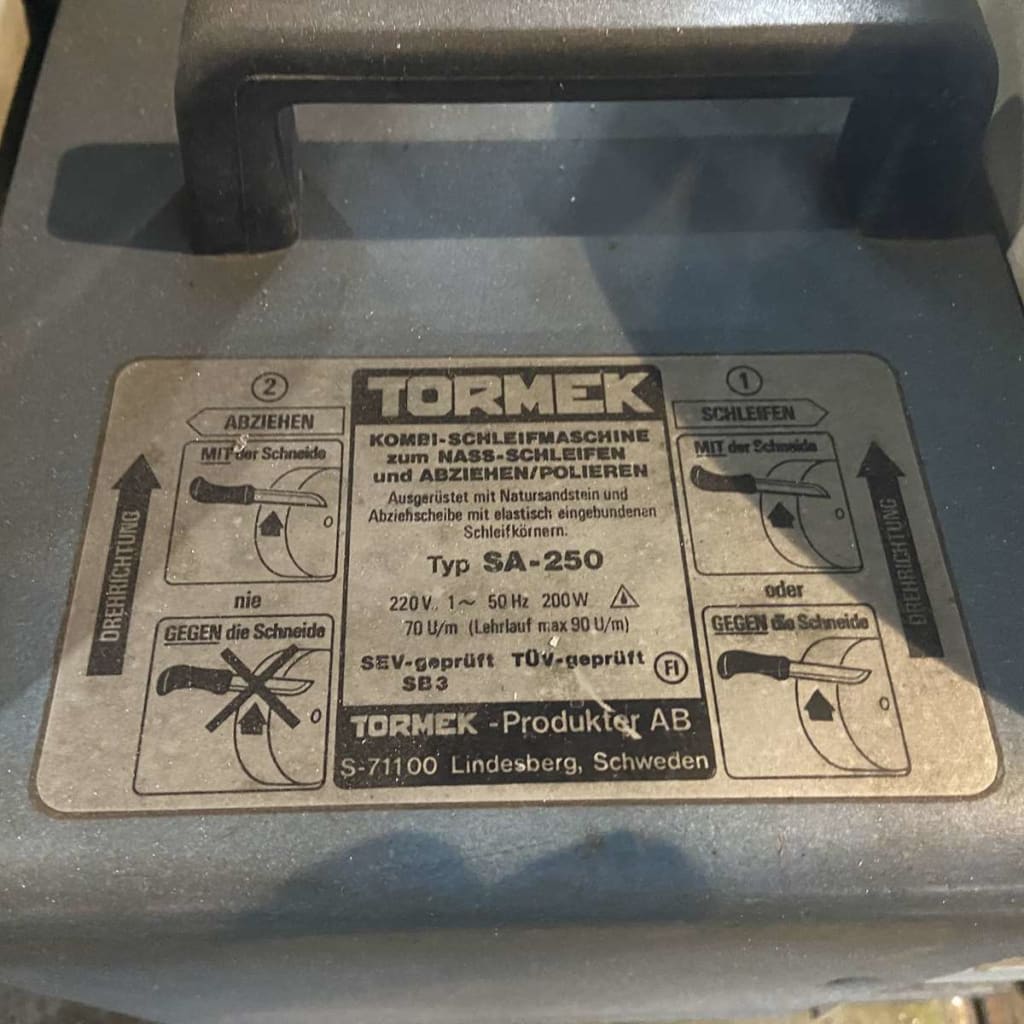 2
ABZIEHEN
MIT der Schneide
DREHRICHTUNG
nie
GEGEN die Schneide
TORMEK
KOMBI-SCHLEIFMASCHINE
zum NASS-SCHLEIFEN
und ABZIEHEN/POLIEREN
Ausgerüstet mit Natursandstein und
Abziehscheibe mit elastisch eingebundenen
Schleifkörnern.
Typ SA-250
220 V. 1~ 50 Hz 200 W
70 U/m (Lehrlauf max 90 U/m)
SEV-geprüft TÜV-geprüft FI
SB3
TORMEK -Produkter AB
S-71100 Lindesberg, Schweden
1
SCHLEIFEN
MIT der Schneide
DREHRICHTUNG
oder
GEGEN die Schneide